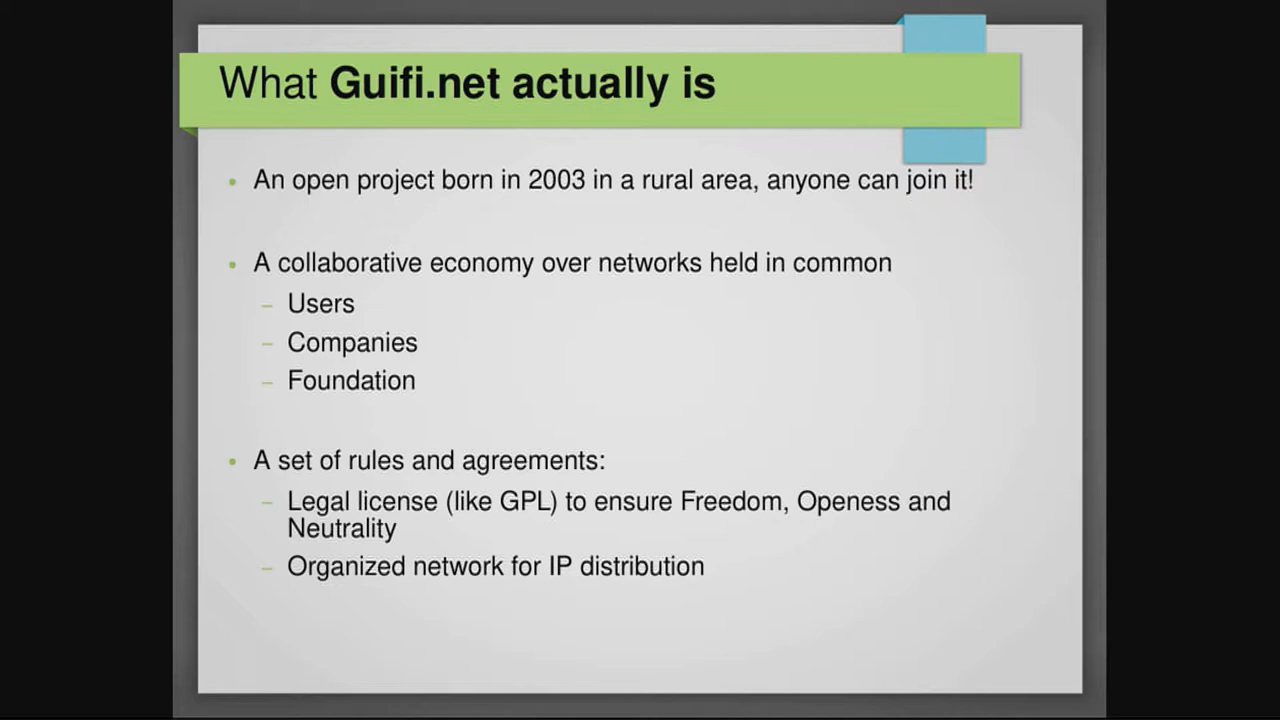 What Guifi.net actually is
• An open project born in 2003 in a rural area, anyone can join it!
• A collaborative economy over networks held in common
– Users
– Companies
– Foundation
• A set of rules and agreements:
– Legal license (like GPL) to ensure Freedom, Openess and
Neutrality
– Organized network for IP distribution